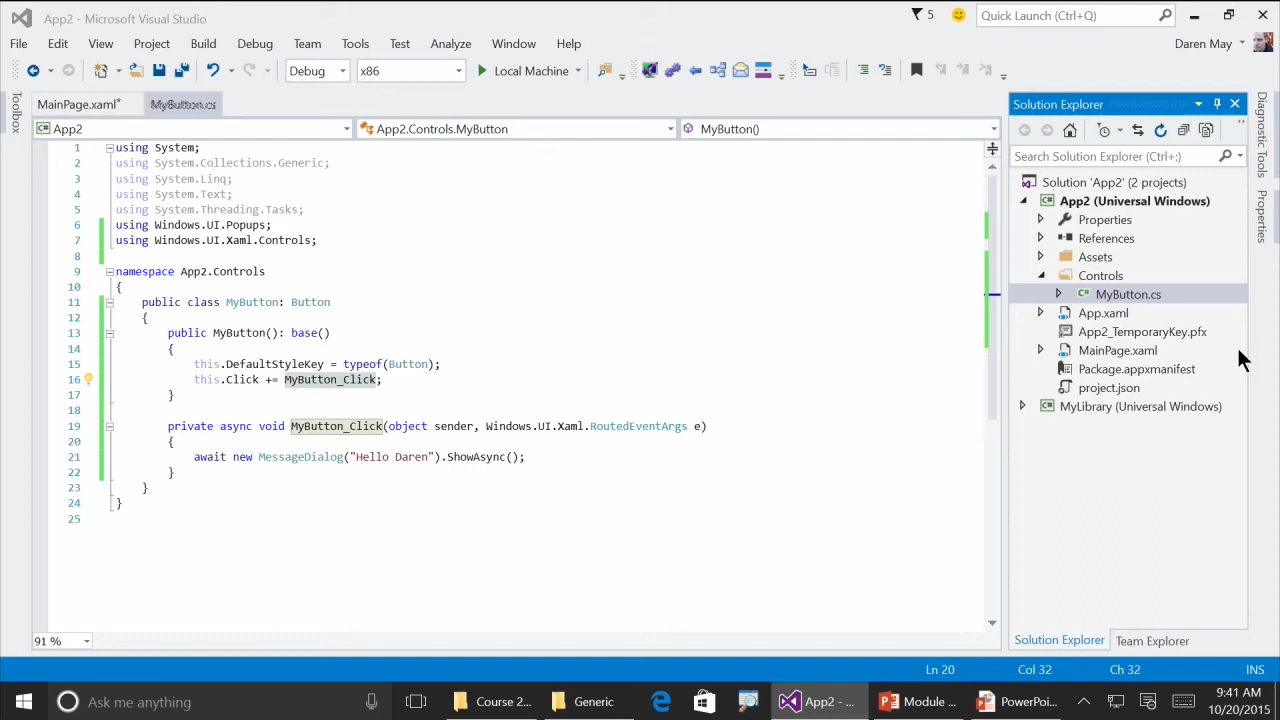 App2 - Microsoft Visual Studio
5
Quick Launch (Ctrl+Q)
File Edit View Project Build Debug Team Tools Test Analyze Window Help
Daren May
Debug x86 Local Machine
Toolbox
MainPage.xaml* MyButton.cs
App2 App2.Controls.MyButton MyButton()
1 using System;
2 using System.Collections.Generic;
3 using System.Linq;
4 using System.Text;
5 using System.Threading.Tasks;
6 using Windows.UI.Popups;
7 using Windows.UI.Xaml.Controls;
8
9 namespace App2.Controls
10 {
11 public class MyButton: Button
12 {
13 public MyButton(): base()
14 {
15 this.DefaultStyleKey = typeof(Button);
16 this.Click += MyButton_Click;
17 }
18
19 private async void MyButton_Click(object sender, Windows.UI.Xaml.RoutedEventArgs e)
20 {
21 await new MessageDialog("Hello Daren").ShowAsync();
22 }
23 }
24 }
25
91 %
Solution Explorer
Search Solution Explorer (Ctrl+;)
Solution 'App2' (2 projects)
App2 (Universal Windows)
Properties
References
Assets
Controls
MyButton.cs
App.xaml
App2_TemporaryKey.pfx
MainPage.xaml
Package.appxmanifest
project.json
MyLibrary (Universal Windows)
Solution Explorer Team Explorer
Diagnostic Tools
Properties
Ln 20 Col 32 Ch 32 INS
Ask me anything
Course 2...
Generic
App2 - ...
Module ...
PowerPoi...
9:41 AM
10/20/2015